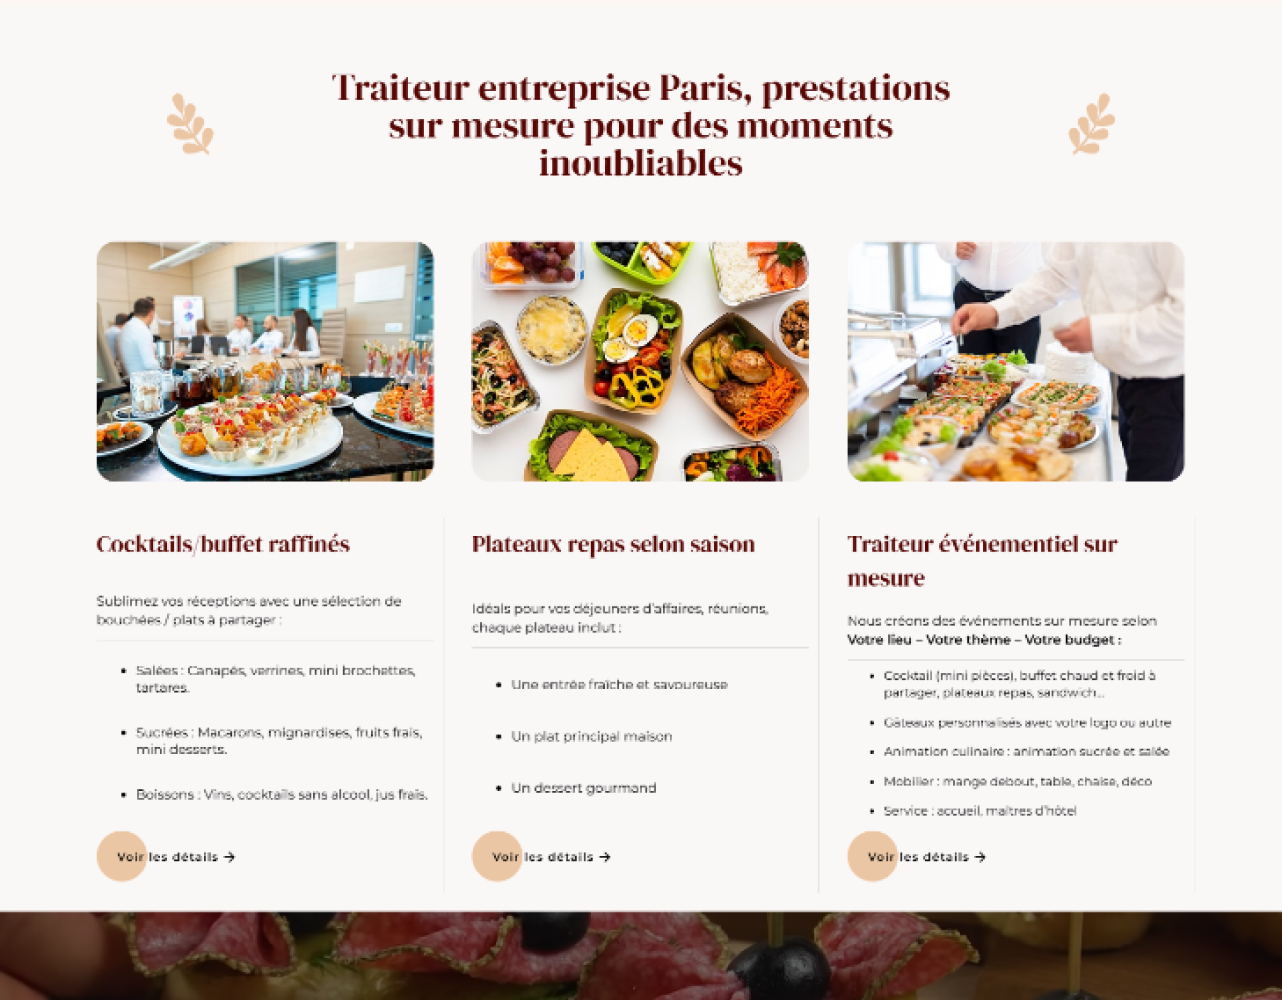 Traiteur entreprise Paris, prestations
sur mesure pour des moments
inoubliables
Cocktails/buffet raffinés
Sublimez vos réceptions avec une sélection de
bouchées / plats à partager :
• Salées : Canapés, verrines, mini brochettes,
tartares.
• Sucrées : Macarons, mignardises, fruits frais,
mini desserts.
• Boissons : Vins, cocktails sans alcool, jus frais.
Voir les détails →
Plateaux repas selon saison
Idéals pour vos déjeuners d'affaires, réunions,
chaque plateau inclut :
• Une entrée fraîche et savoureuse
• Un plat principal maison
• Un dessert gourmand
Voir les détails →
Traiteur événementiel sur
mesure
Nous créons des événements sur mesure selon
Votre lieu – Votre thème – Votre budget :
• Cocktail (mini pièces), buffet chaud et froid à
partager, plateaux repas, sandwich...
• Gâteaux personnalisés avec votre logo ou autre
• Animation culinaire : animation sucrée et salée
• Mobilier : mange debout, table, chaise, déco
• Service : accueil, maîtres d'hôtel
Voir les détails →